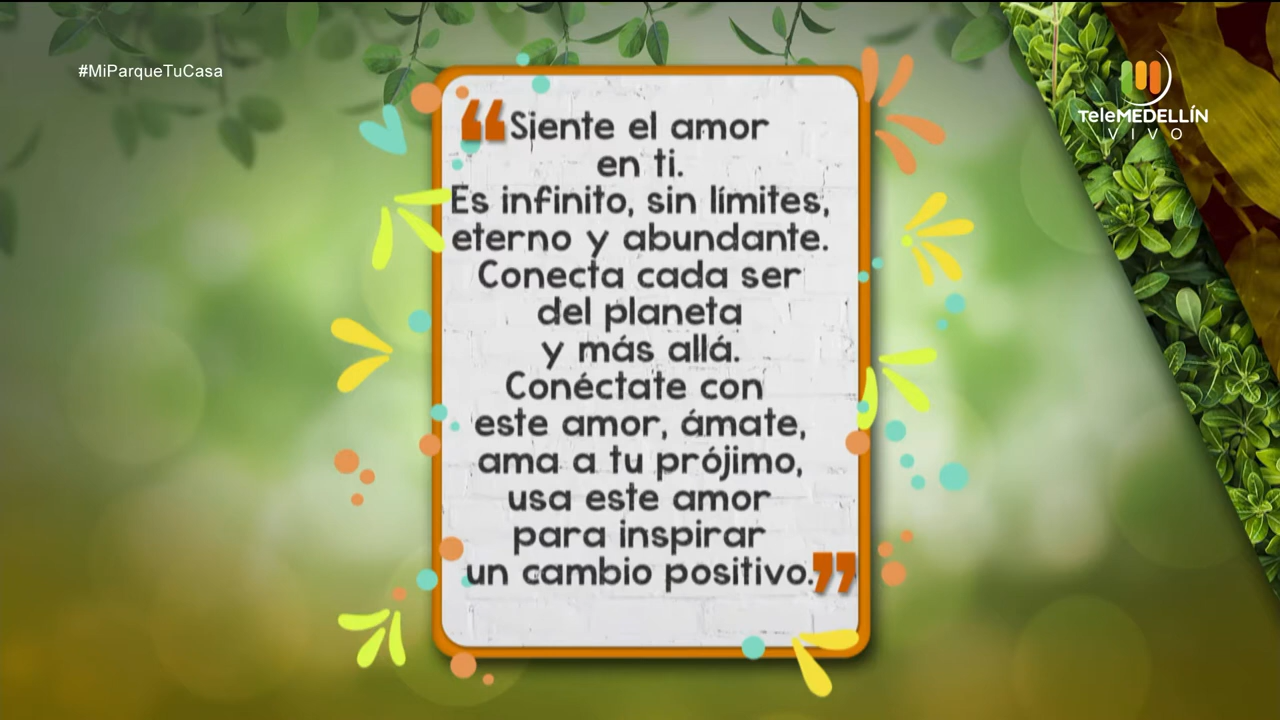 #MiParqueTuCasa
TeleMEDELLÍN
VIVO
“Siente el amor
en ti.
Es infinito, sin límites,
eterno y abundante.
Conecta cada ser
del planeta
y más allá.
Conéctate con
este amor, ámate,
ama a tu prójimo,
usa este amor
para inspirar
un cambio positivo.”